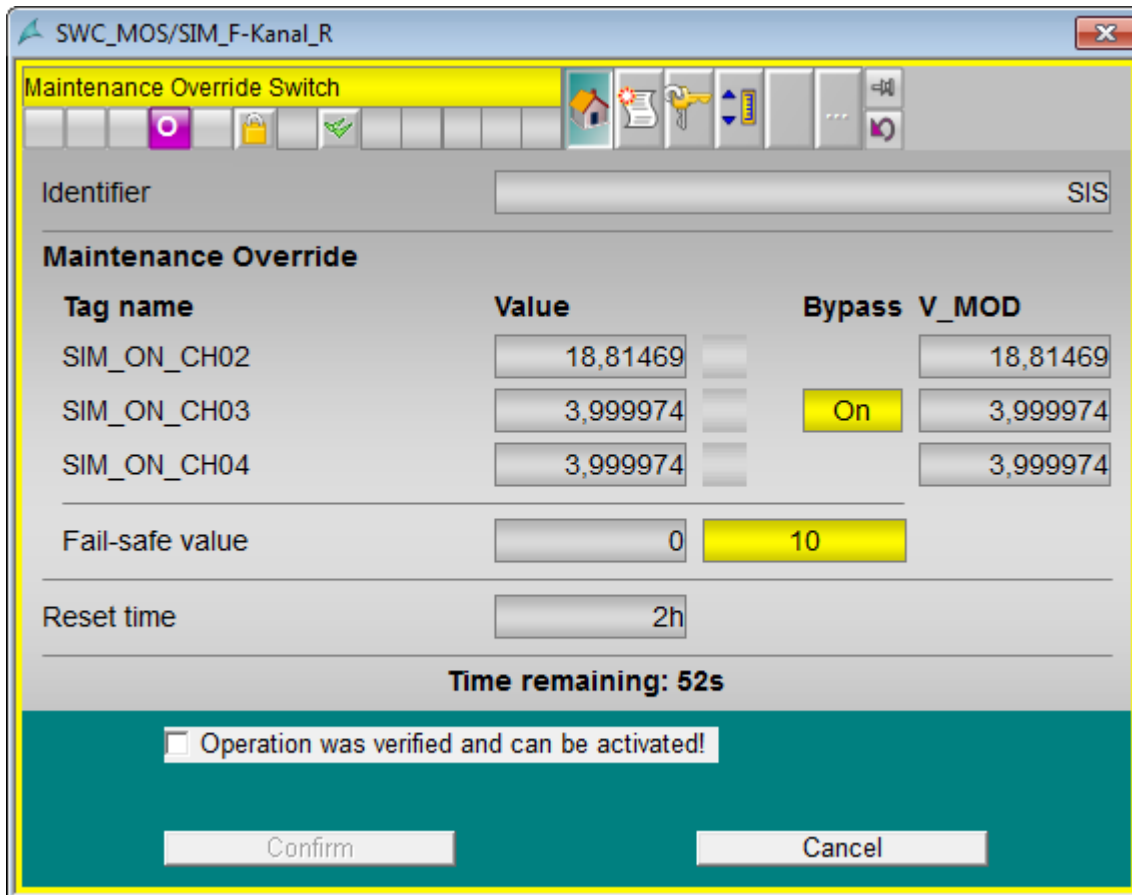 SWC_MOS/SIM_F-Kanal_R
Maintenance Override Switch
O
...
Identifier SIS
Maintenance Override
Tag name Value Bypass V_MOD
SIM_ON_CH02 18,81469 18,81469
SIM_ON_CH03 3,999974 On 3,999974
SIM_ON_CH04 3,999974 3,999974
Fail-safe value 0 10
Reset time 2h
Time remaining: 52s
Operation was verified and can be activated!
Confirm Cancel